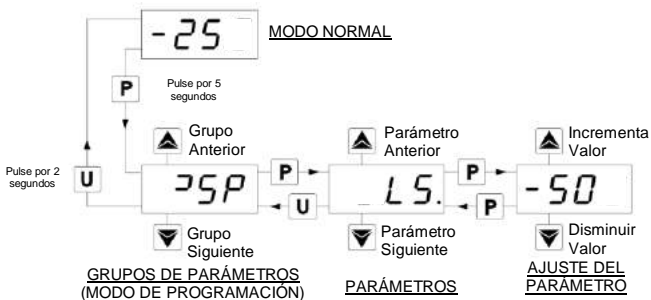 -25
MODO NORMAL
P
Pulse por 5
segundos
Pulse por 2
segundos
U
Grupo
Anterior
ꟼSP
Grupo
Siguiente
GRUPOS DE PARÁMETROS
(MODO DE PROGRAMACIÓN)
P
U
Parámetro
Anterior
LS.
Parámetro
Siguiente
PARÁMETROS
P
P
Incrementa
Valor
-50
Disminuir
Valor
AJUSTE DEL
PARÁMETRO